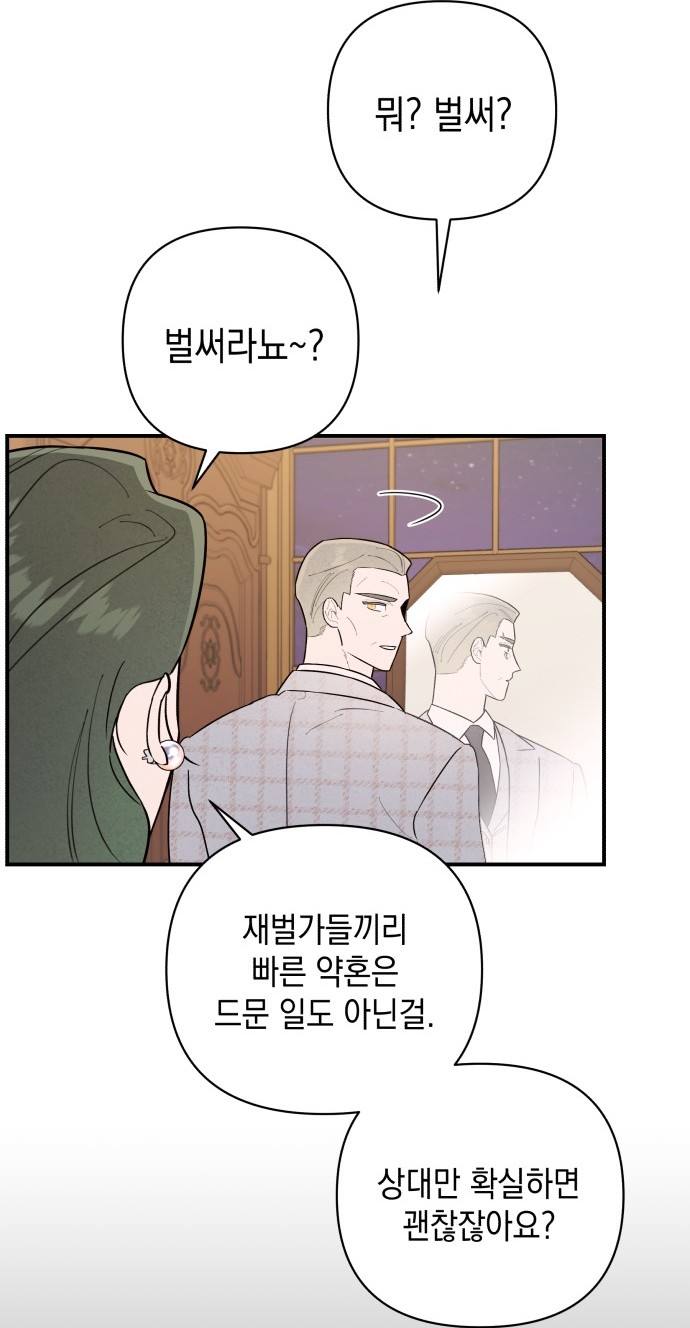 뭐? 벌써?
벌써라뇨~?
재벌가들끼리
빠른 약혼은
드문 일도 아닌걸.
상대만 확실하면
괜찮잖아요?